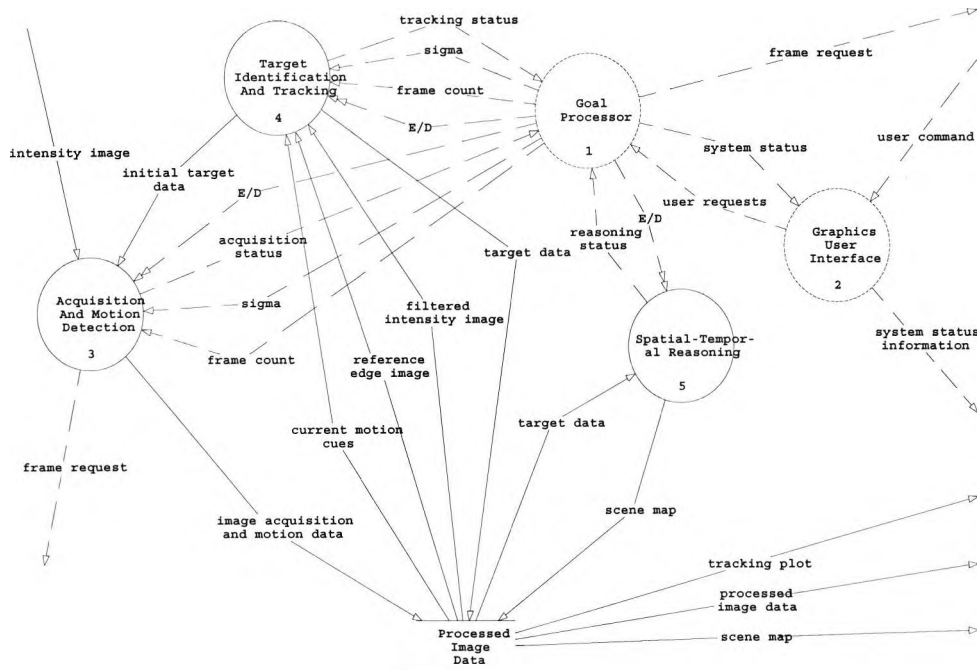 tracking status
sigma
frame request
Target
Identification
And Tracking
4
frame count
Goal
Processor
1
E/D
user command
system status
intensity image
initial target
data
E/D
user requests
E/D
acquisition
status
reasoning
status
target data
Graphics
User
Interface
2
Acquisition
And Motion
Detection
3
sigma
filtered
intensity image
system status
information
Spatial-Tempor-
al Reasoning
5
frame count
reference
edge image
target data
current motion
cues
frame request
scene map
image acquisition
and motion data
tracking plot
processed
image data
scene map
Processed
Image
Data